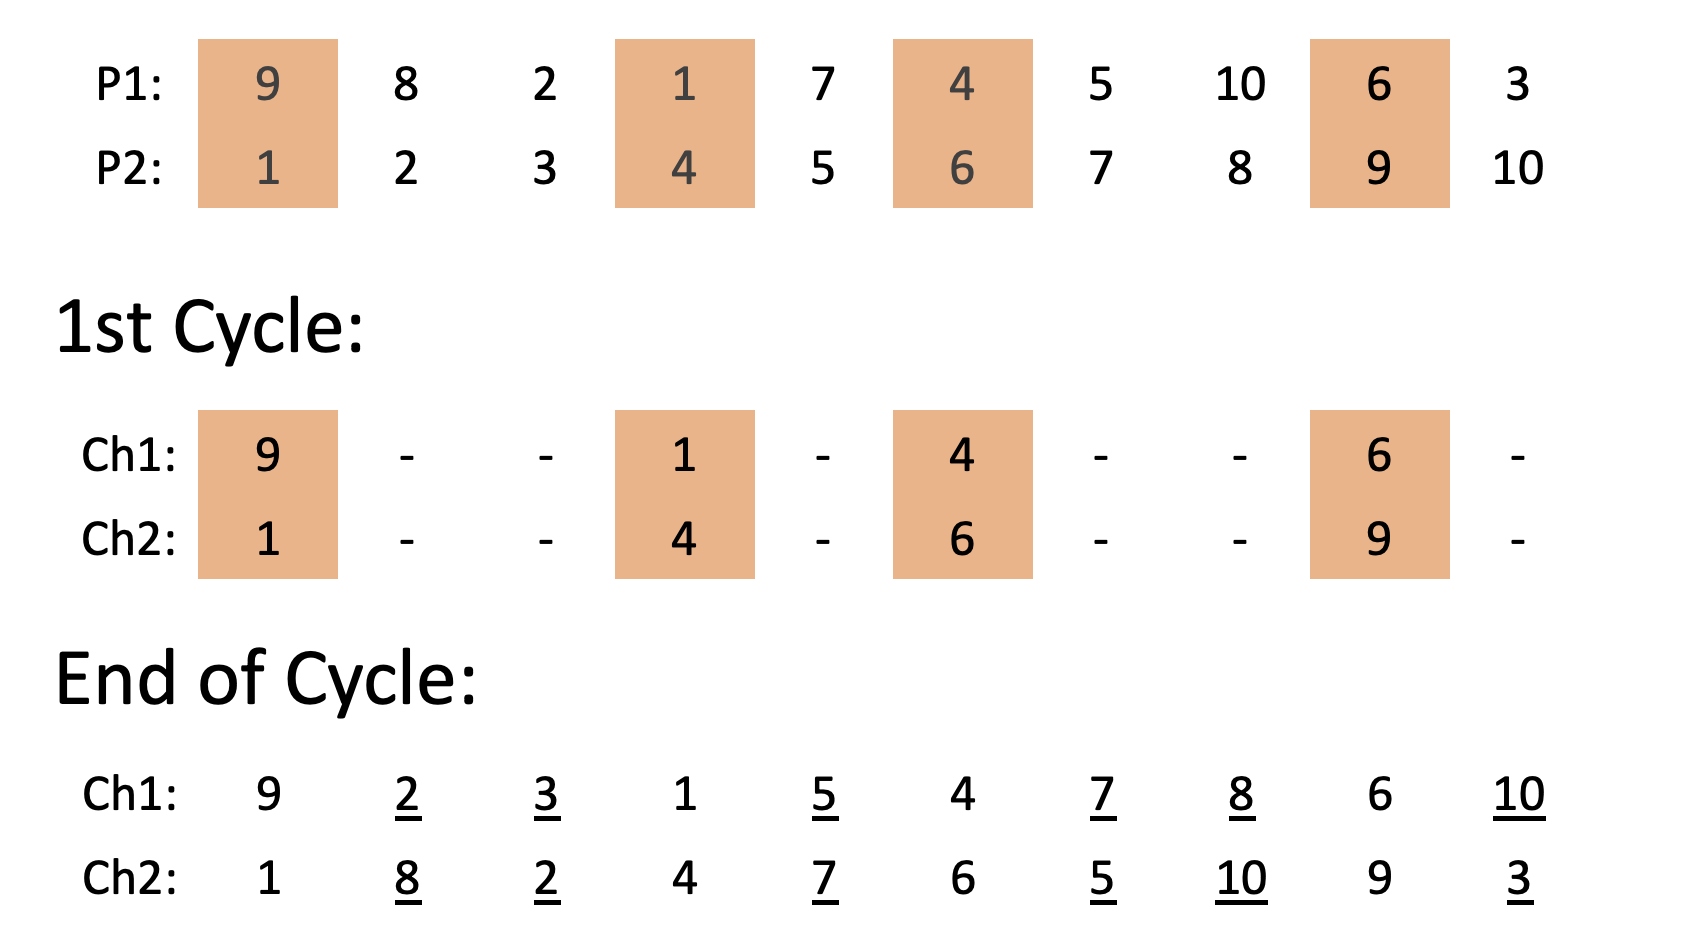 P1: 9 8 2 1 7 4 5 10 6 3
P2: 1 2 3 4 5 6 7 8 9 10
1st Cycle:
Ch1: 9 - - 1 - 4 - - 6 -
Ch2: 1 - - 4 - 6 - - 9 -
End of Cycle:
Ch1: 9 2 3 1 5 4 7 8 6 10
Ch2: 1 8 2 4 7 6 5 10 9 3